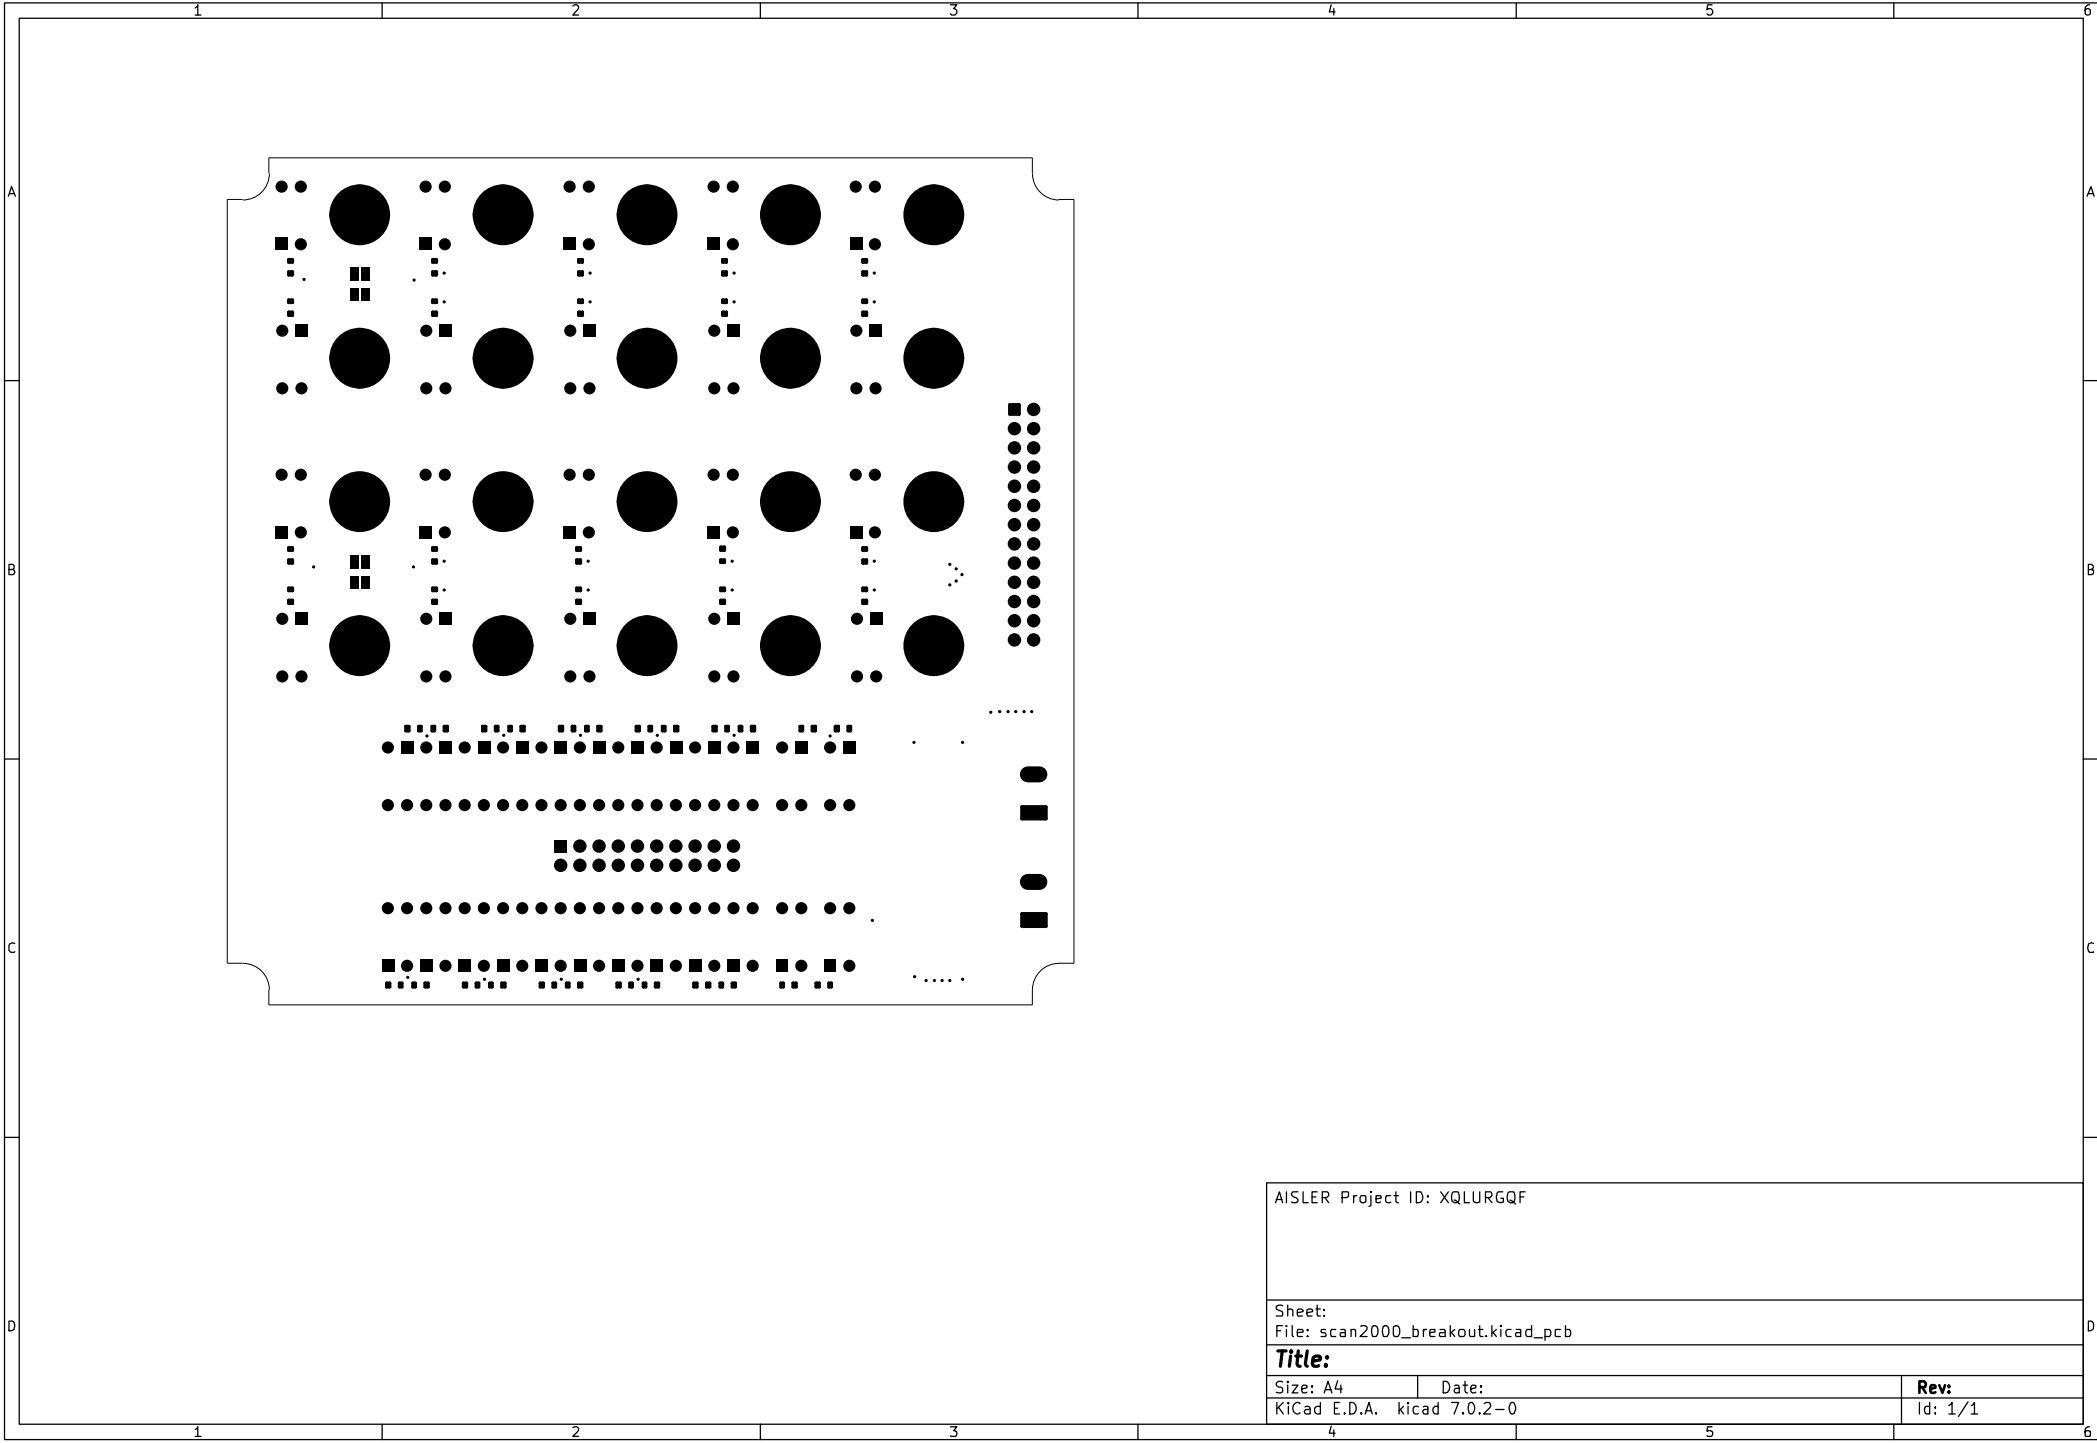 1 2 3 4 5 6
A A
B B
C C
AISLER Project ID: XQLURGQF
Sheet:
File: scan2000_breakout.kicad_pcb
D D
Title:
Size: A4 Date: Rev:
KiCad E.D.A. kicad 7.0.2-0 Id: 1/1
1 2 3 4 5 6